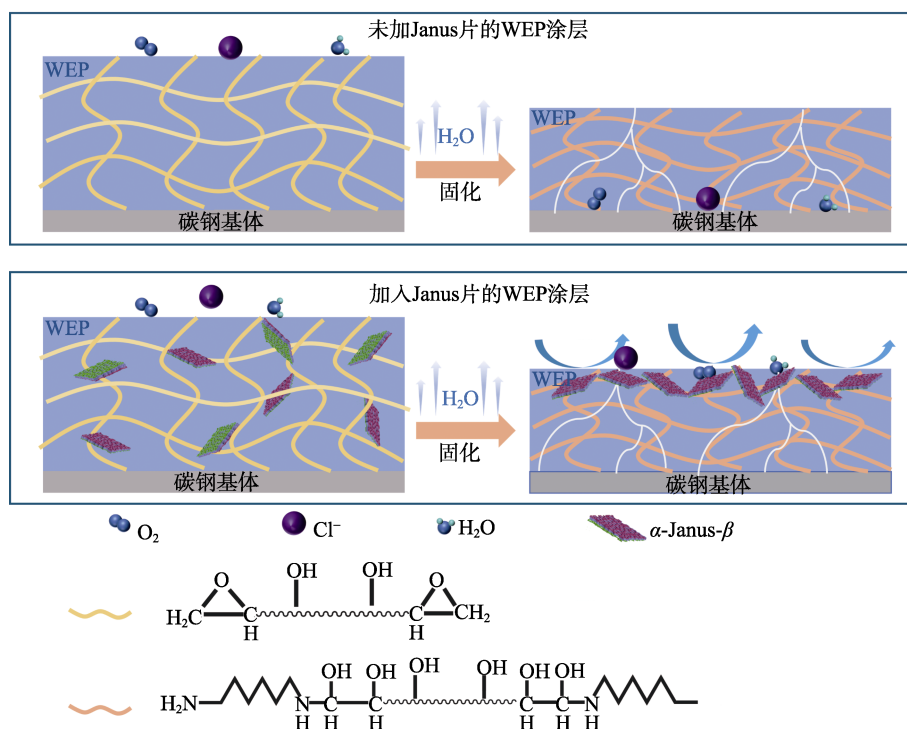 未加Janus片的WEP涂层
WEP
H₂O
固化
WEP
碳钢基体
碳钢基体
加入Janus片的WEP涂层
WEP
H₂O
固化
WEP
碳钢基体
碳钢基体
O₂
Cl⁻
H₂O
α-Janus-β
O
OH
OH
O
H₂C
C
C
CH₂
H
H
OH
OH
OH
OH
OH
OH
H₂N
N
C
C
C
C
N
H
H
H
H
H
H